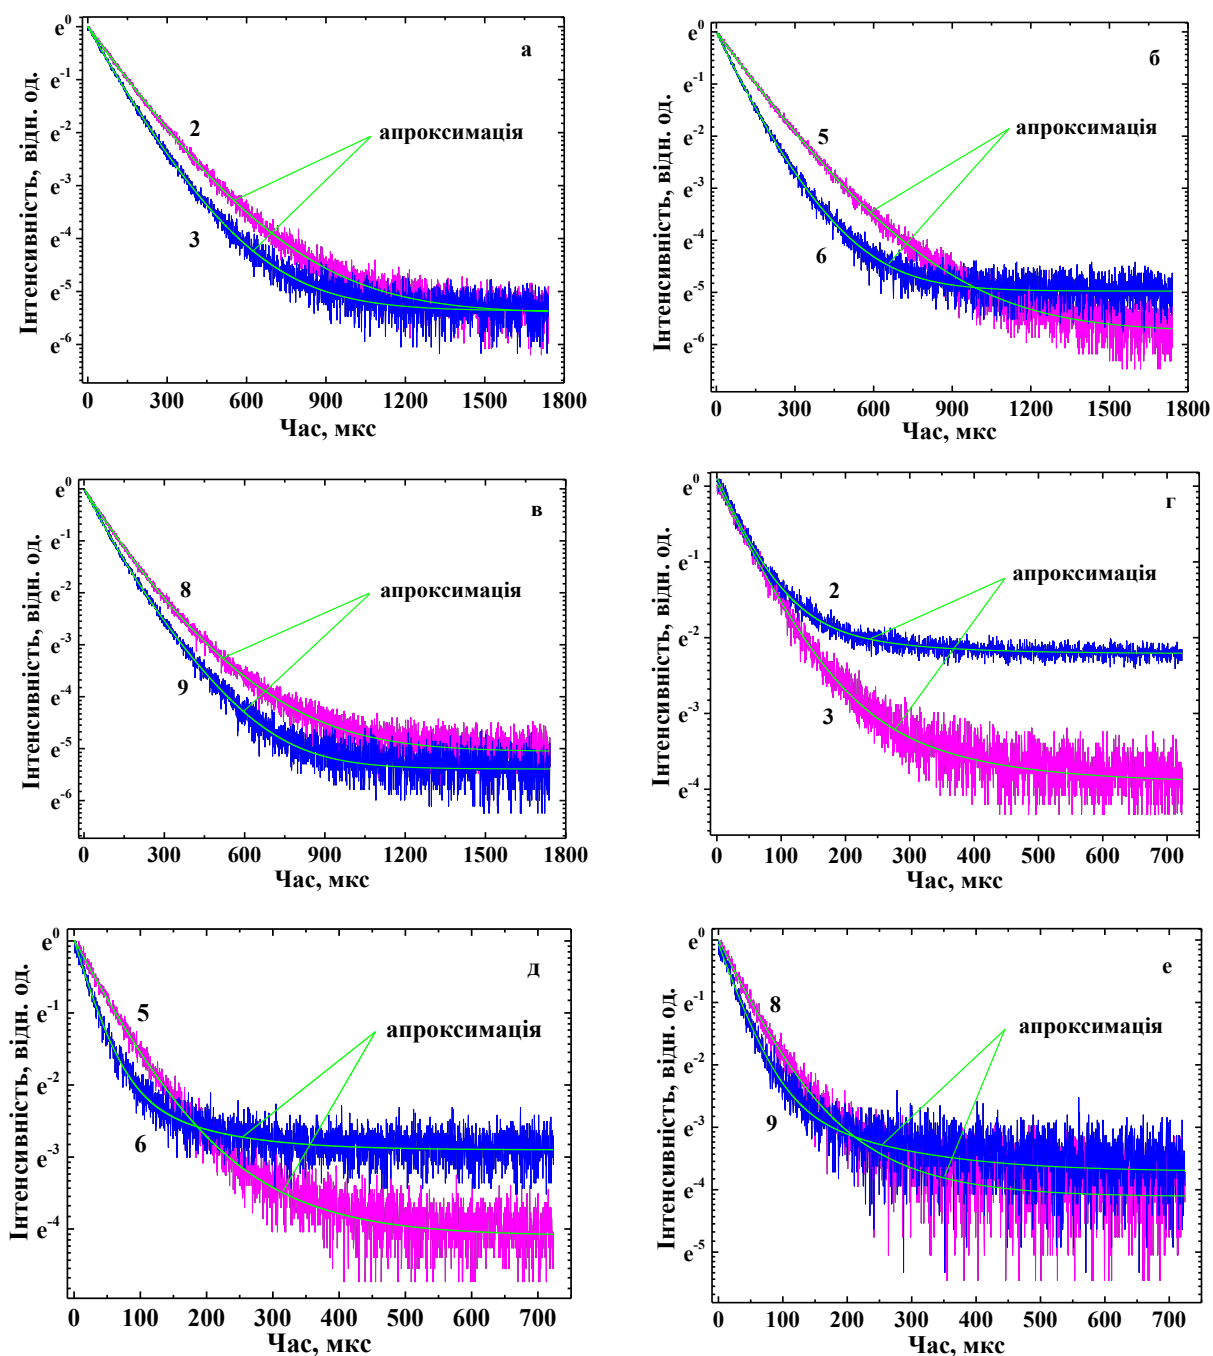 а
Інтенсивність, відн. од.
e^0
e^-1
e^-2
e^-3
e^-4
e^-5
e^-6
2
3
апроксимація
0 300 600 900 1200 1500 1800
Час, мкс
б
Інтенсивність, відн. од.
e^0
e^-1
e^-2
e^-3
e^-4
e^-5
e^-6
5
6
апроксимація
0 300 600 900 1200 1500 1800
Час, мкс
в
Інтенсивність, відн. од.
e^0
e^-1
e^-2
e^-3
e^-4
e^-5
e^-6
8
9
апроксимація
0 300 600 900 1200 1500 1800
Час, мкс
г
Інтенсивність, відн. од.
e^0
e^-1
e^-2
e^-3
e^-4
2
3
апроксимація
0 100 200 300 400 500 600 700
Час, мкс
д
Інтенсивність, відн. од.
e^0
e^-1
e^-2
e^-3
e^-4
5
6
апроксимація
0 100 200 300 400 500 600 700
Час, мкс
е
Інтенсивність, відн. од.
e^0
e^-1
e^-2
e^-3
e^-4
e^-5
8
9
апроксимація
0 100 200 300 400 500 600 700
Час, мкс